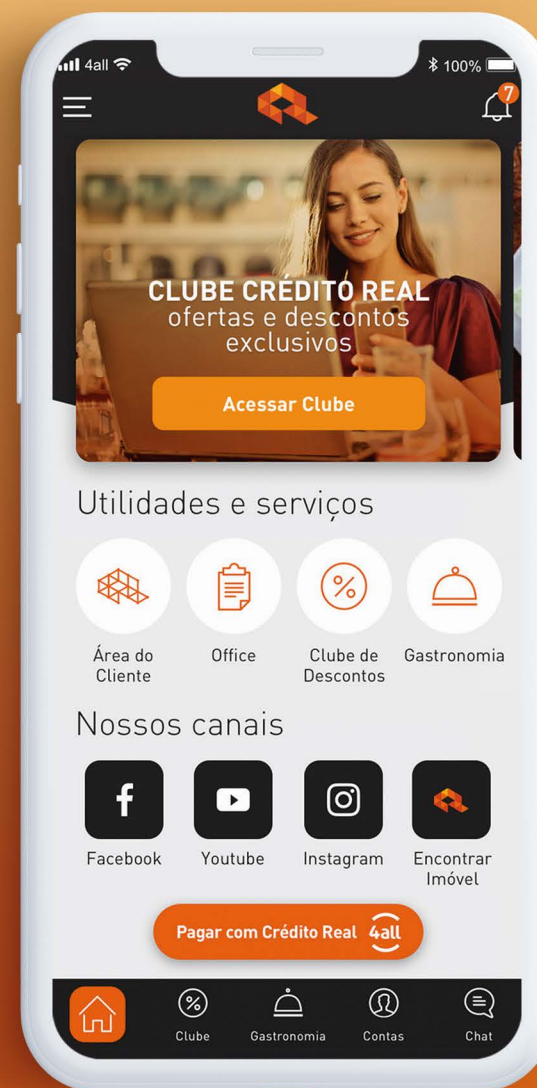 4all
100%
7
CLUBE CRÉDITO REAL
ofertas e descontos
exclusivos
Acessar Clube
Utilidades e serviços
Área do
Cliente
Office
Clube de
Descontos
Gastronomia
Nossos canais
Facebook
Youtube
Instagram
Encontrar
Imóvel
Pagar com Crédito Real 4all
Clube
Gastronomia
Contas
Chat